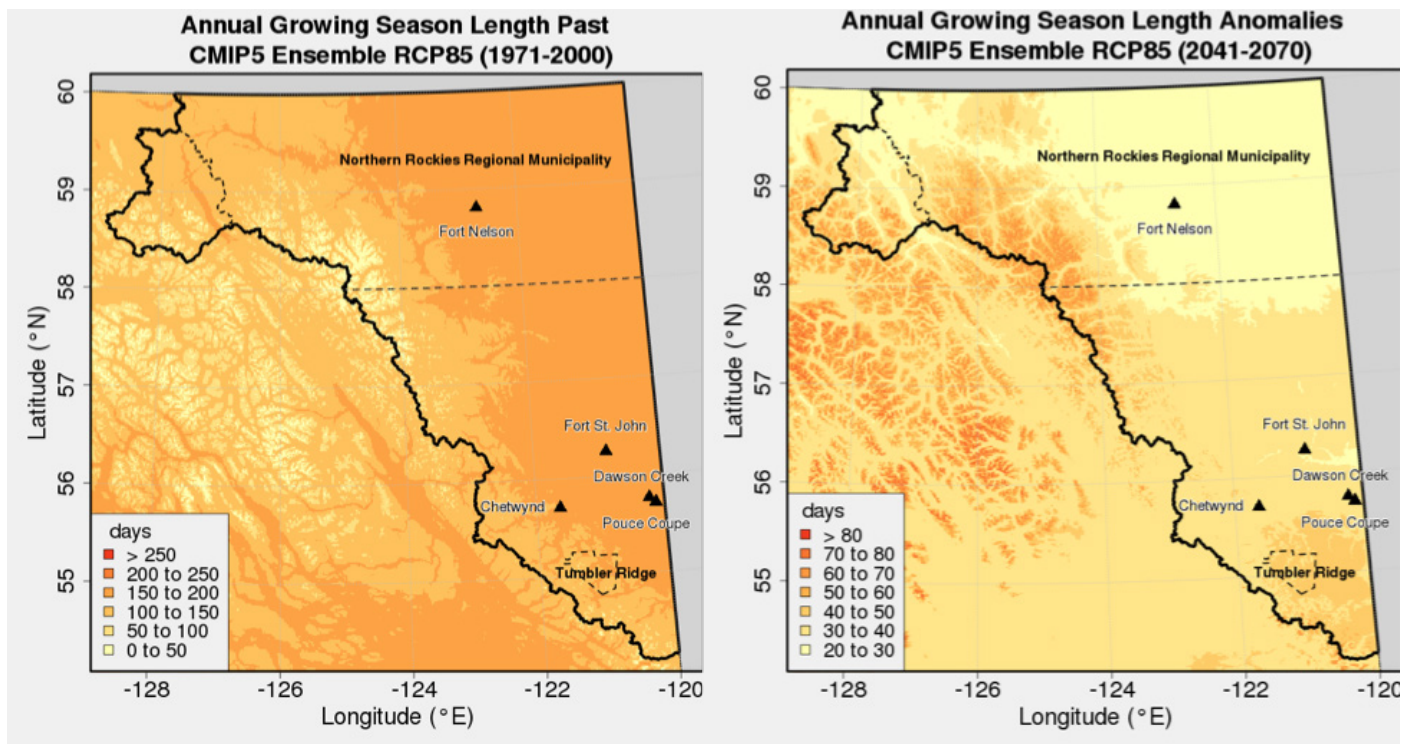 Annual Growing Season Length Past
CMIP5 Ensemble RCP85 (1971-2000)
60
59
58
57
56
55
Latitude (°N)
Northern Rockies Regional Municipality
Fort Nelson
Fort St. John
Dawson Creek
Chetwynd
Pouce Coupe
Tumbler Ridge
days
> 250
200 to 250
150 to 200
100 to 150
50 to 100
0 to 50
-128
-126
-124
-122
-120
Longitude (°E)
Annual Growing Season Length Anomalies
CMIP5 Ensemble RCP85 (2041-2070)
60
59
58
57
56
55
Latitude (°N)
Northern Rockies Regional Municipality
Fort Nelson
Fort St. John
Dawson Creek
Chetwynd
Pouce Coupe
Tumbler Ridge
days
> 80
70 to 80
60 to 70
50 to 60
40 to 50
30 to 40
20 to 30
-128
-126
-124
-122
-120
Longitude (°E)